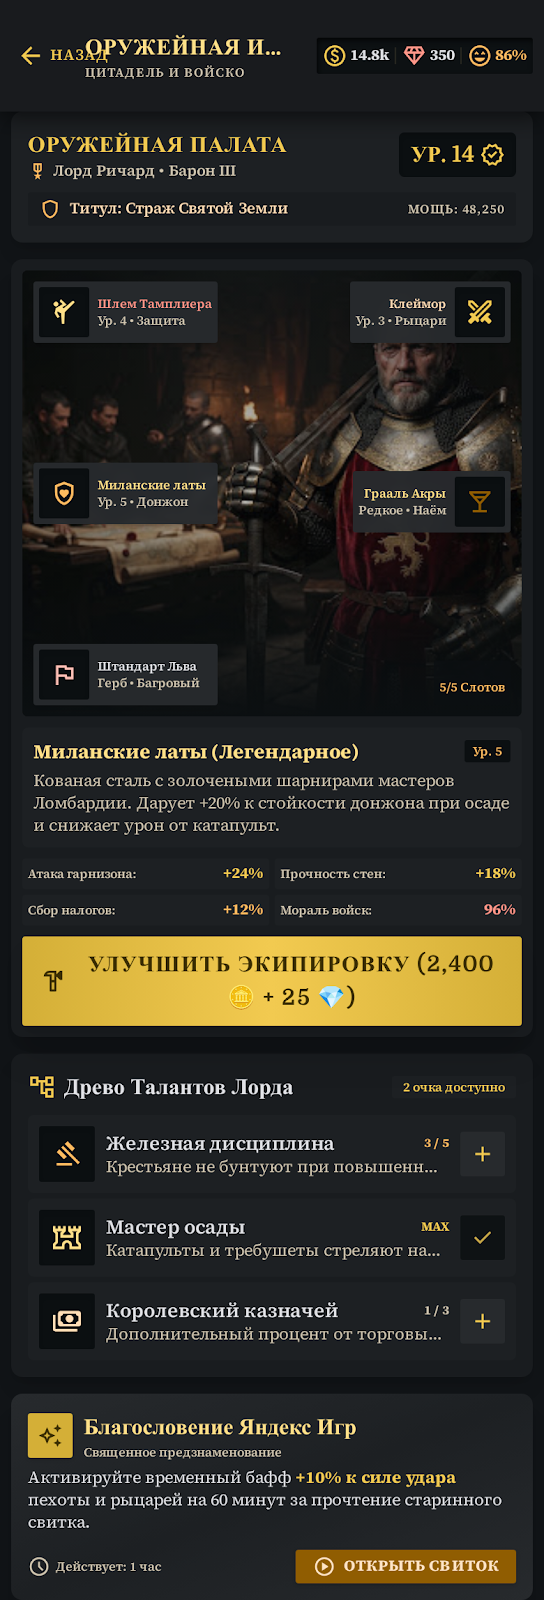 НАЗАД
ОРУЖЕЙНАЯ И...
ЦИТАДЕЛЬ И ВОЙСКО
14.8k
350
86%
ОРУЖЕЙНАЯ ПАЛАТА
Лорд Ричард • Барон III
УР. 14
Титул: Страж Святой Земли
МОЩЬ: 48,250
Шлем Тамплиера
Ур. 4 • Защита
Клеймор
Ур. 3 • Рыцари
Миланские латы
Ур. 5 • Донжон
Грааль Акры
Редкое • Наём
Штандарт Льва
Герб • Багровый
5/5 Слотов
Миланские латы (Легендарное)
Ур. 5
Кованая сталь с золочеными шарнирами мастеров
Ломбардии. Дарует +20% к стойкости донжона при осаде
и снижает урон от катапульт.
Атака гарнизона: +24%
Прочность стен: +18%
Сбор налогов: +12%
Мораль войск: 96%
УЛУЧШИТЬ ЭКИПИРОВКУ (2,400
🪙 + 25 💎)
Древо Талантов Лорда
2 очка доступно
Железная дисциплина
3 / 5
Крестьяне не бунтуют при повышенн...
Мастер осады
MAX
Катапульты и требушеты стреляют на...
Королевский казначей
1 / 3
Дополнительный процент от торговы...
Благословение Яндекс Игр
Священное предзнаменование
Активируйте временный бафф +10% к силе удара
пехоты и рыцарей на 60 минут за прочтение старинного
свитка.
Действует: 1 час
ОТКРЫТЬ СВИТОК